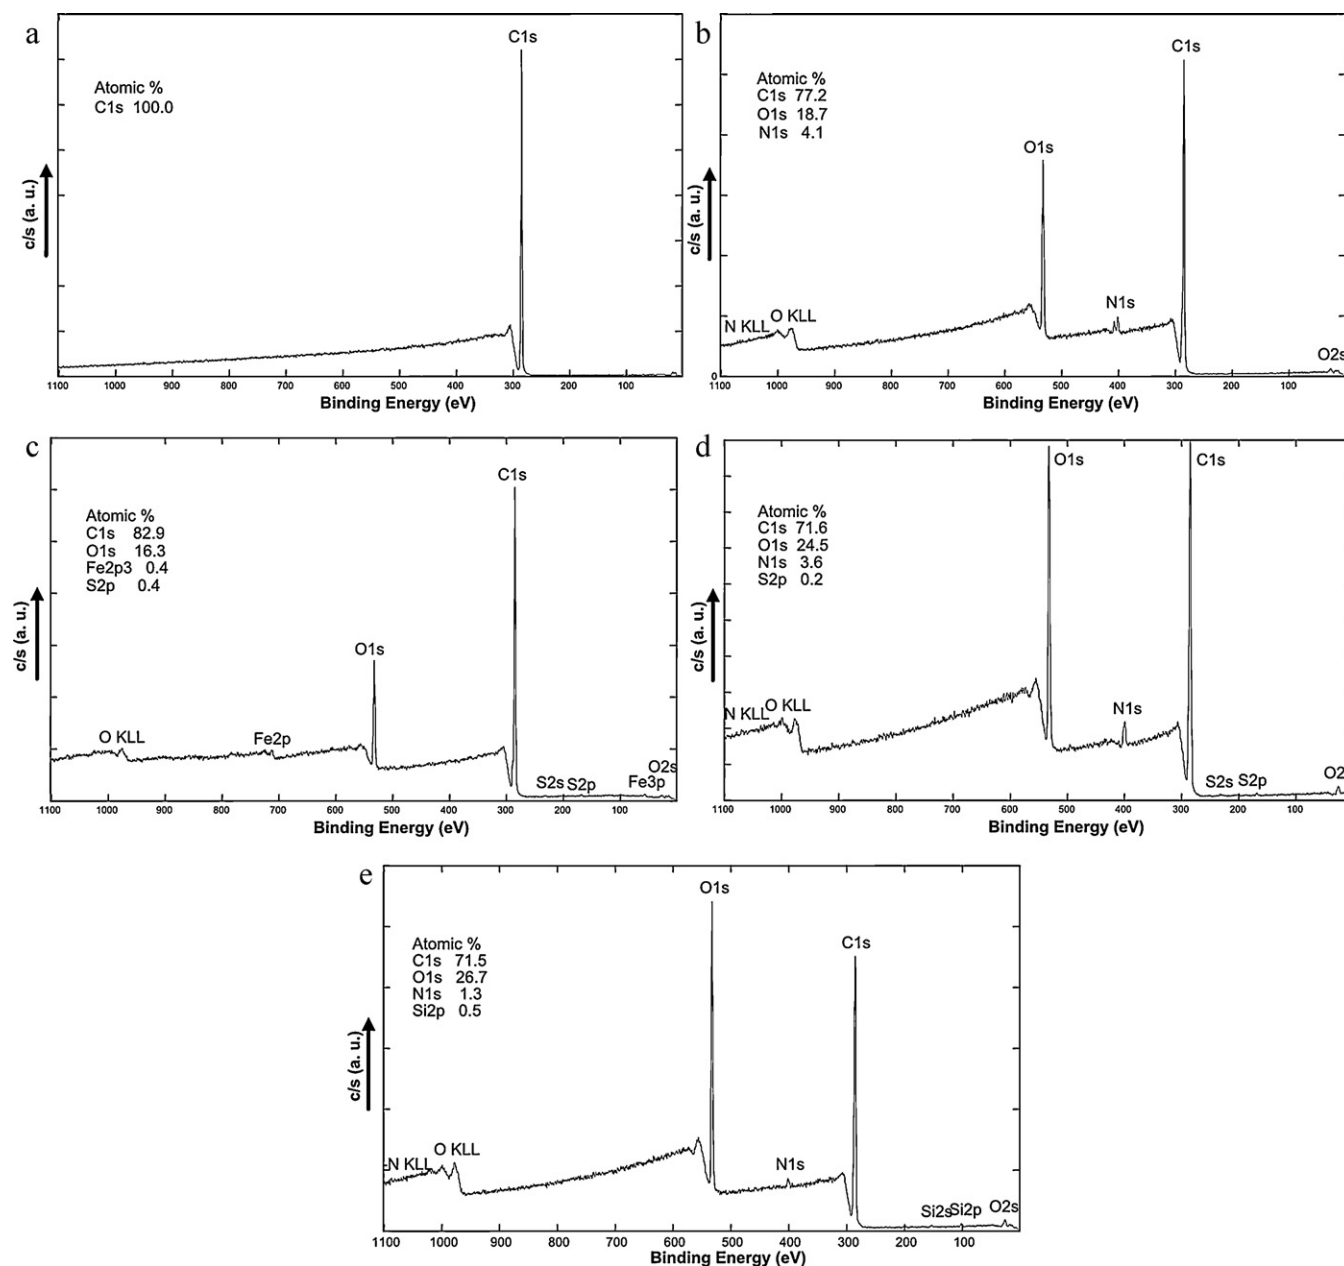 a
C1s
Atomic %
C1s 100.0
c/s (a. u.)
1100 1000 900 800 700 600 500 400 300 200 100
Binding Energy (eV)
b
C1s
Atomic %
C1s 77.2
O1s 18.7
N1s 4.1
O1s
N1s
N KLL O KLL
O2s
c/s (a. u.)
0
1100 1000 900 800 700 600 500 400 300 200 100
Binding Energy (eV)
c
C1s
Atomic %
C1s 82.9
O1s 16.3
Fe2p3 0.4
S2p 0.4
O1s
O KLL
Fe2p
S2s S2p
O2s
Fe3p
c/s (a. u.)
1100 1000 900 800 700 600 500 400 300 200 100
Binding Energy (eV)
d
O1s
C1s
Atomic %
C1s 71.6
O1s 24.5
N1s 3.6
S2p 0.2
N KLL O KLL
N1s
S2s S2p
O2
c/s (a. u.)
1100 1000 900 800 700 600 500 400 300 200 100
Binding Energy (eV)
e
O1s
C1s
Atomic %
C1s 71.5
O1s 26.7
N1s 1.3
Si2p 0.5
N KLL O KLL
N1s
Si2s Si2p O2s
c/s (a. u.)
1100 1000 900 800 700 600 500 400 300 200 100
Binding Energy (eV)